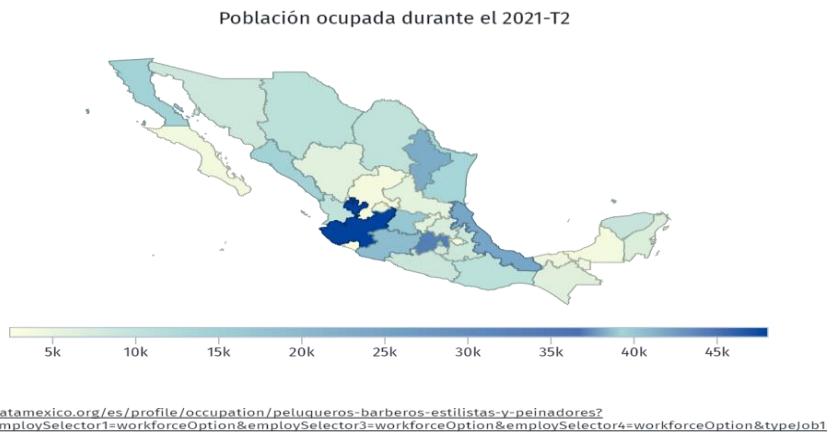 Población ocupada durante el 2021-T2
5k 10k 15k 20k 25k 30k 35k 40k 45k
atamexico.org/es/profile/occupation/peluqueros-barberos-estilistas-y-peinadores?
mploySelector1=workforceOption&employSelector3=workforceOption&employSelector4=workforceOption&typeJob1